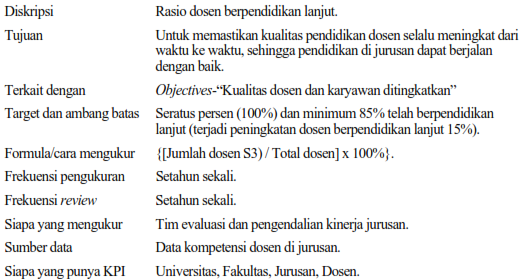 Diskripsi Rasio dosen berpendidikan lanjut.
Tujuan Untuk memastikan kualitas pendidikan dosen selalu meningkat dari
waktu ke waktu, sehingga pendidikan di jurusan dapat berjalan
dengan baik.
Terkait dengan Objectives-“Kualitas dosen dan karyawan ditingkatkan”
Target dan ambang batas Seratus persen (100%) dan minimum 85% telah berpendidikan
lanjut (terjadi peningkatan dosen berpendidikan lanjut 15%).
Formula/cara mengukur {[Jumlah dosen S3) / Total dosen] x 100%}.
Frekuensi pengukuran Setahun sekali.
Frekuensi review Setahun sekali.
Siapa yang mengukur Tim evaluasi dan pengendalian kinerja jurusan.
Sumber data Data kompetensi dosen di jurusan.
Siapa yang punya KPI Universitas, Fakultas, Jurusan, Dosen.